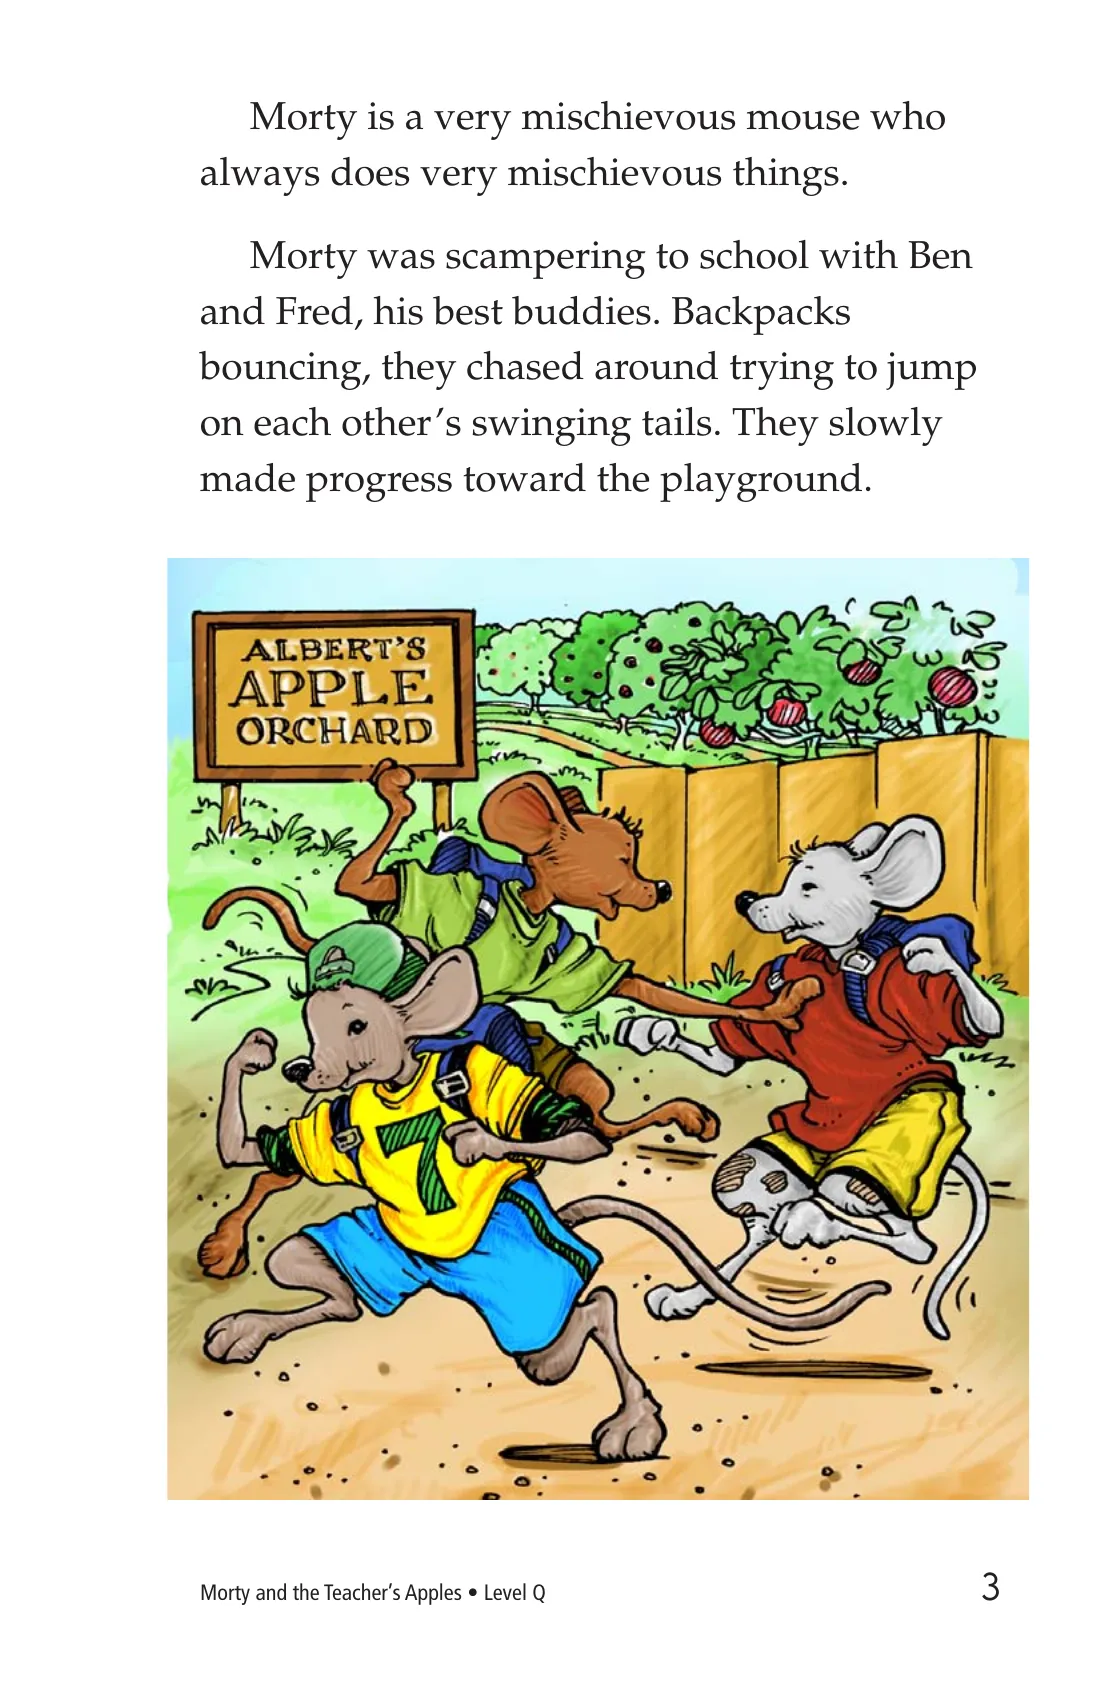 Morty is a very mischievous mouse who
always does very mischievous things.
Morty was scampering to school with Ben
and Fred, his best buddies. Backpacks
bouncing, they chased around trying to jump
on each other’s swinging tails. They slowly
made progress toward the playground.
ALBERT’S
APPLE
ORCHARD
7
Morty and the Teacher’s Apples • Level Q
3